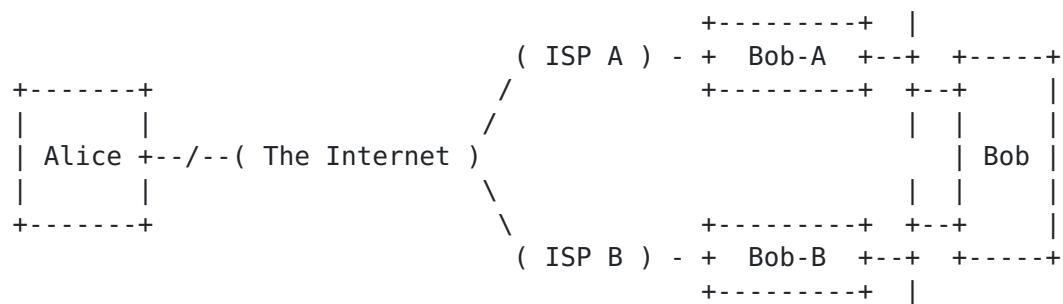 ( ISP A ) - + Bob-A
Alice --/--( The Internet ) Bob
( ISP B ) - + Bob-B